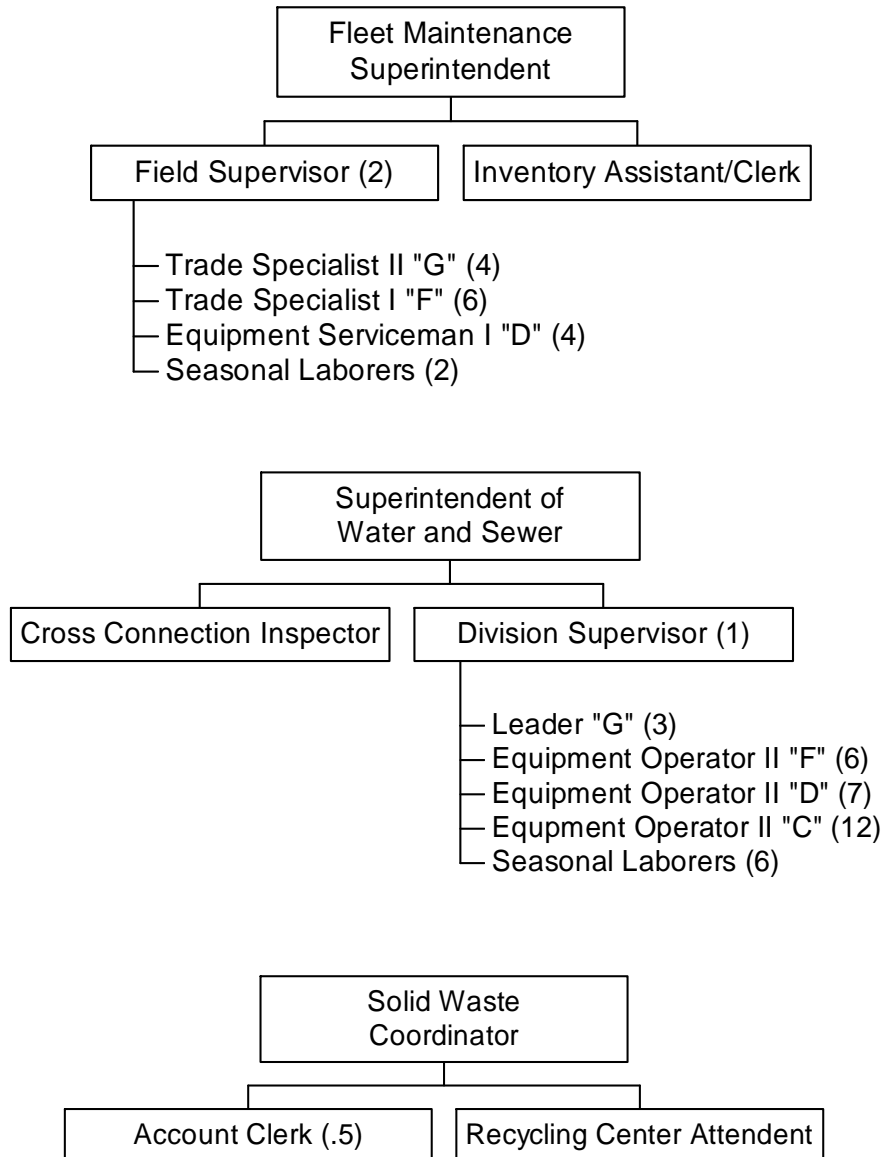 Fleet Maintenance
Superintendent
Field Supervisor (2)
Inventory Assistant/Clerk
Trade Specialist II "G" (4)
Trade Specialist I "F" (6)
Equipment Serviceman I "D" (4)
Seasonal Laborers (2)
Superintendent of
Water and Sewer
Cross Connection Inspector
Division Supervisor (1)
Leader "G" (3)
Equipment Operator II "F" (6)
Equipment Operator II "D" (7)
Equpment Operator II "C" (12)
Seasonal Laborers (6)
Solid Waste
Coordinator
Account Clerk (.5)
Recycling Center Attendent